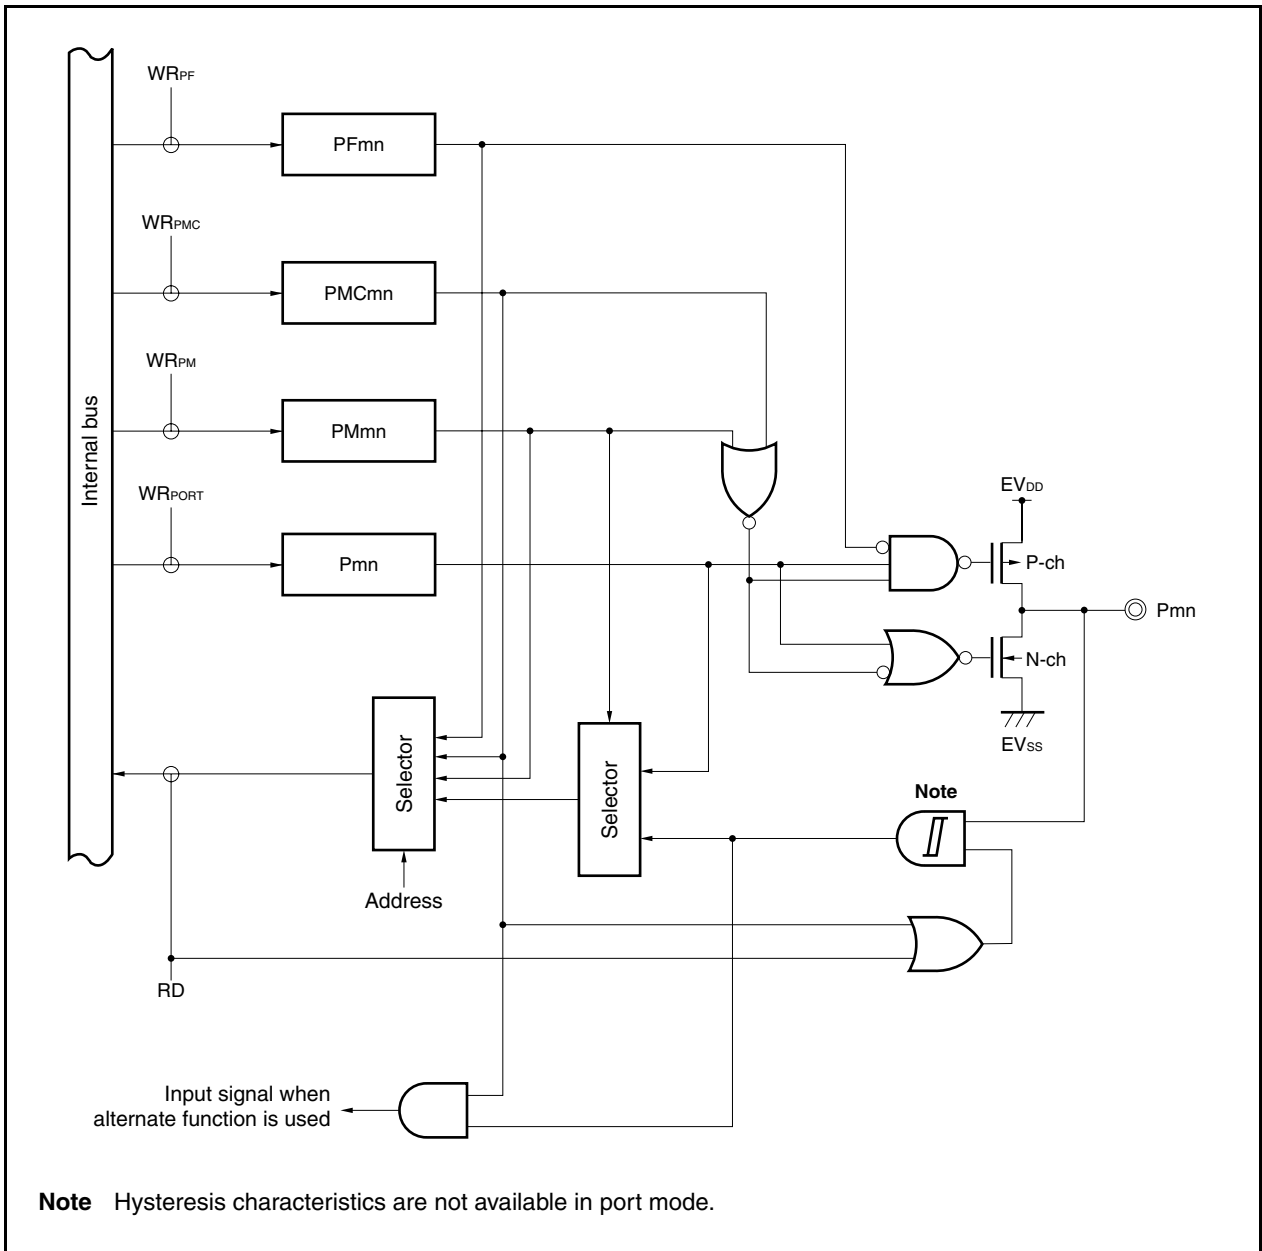 WRPF
PFmn
WRPMC
PMCmn
WRPM
PMmn
Internal bus
WRPORT
Pmn
EVDD
P-ch
Pmn
N-ch
EVSS
Selector
Selector
Note
Address
RD
Input signal when
alternate function is used
Note Hysteresis characteristics are not available in port mode.